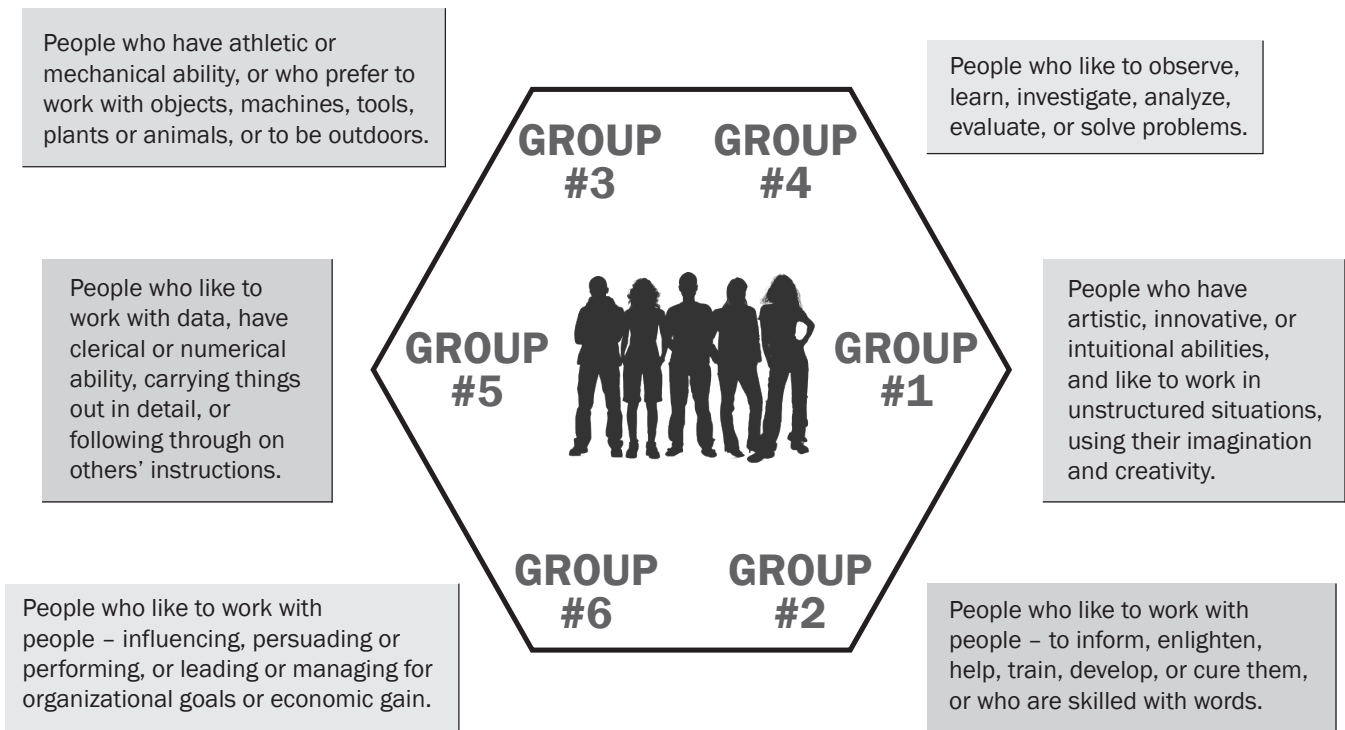 People who have athletic or
mechanical ability, or who prefer to
work with objects, machines, tools,
plants or animals, or to be outdoors.
People who like to observe,
learn, investigate, analyze,
evaluate, or solve problems.
GROUP
#3
GROUP
#4
People who like to
work with data, have
clerical or numerical
ability, carrying things
out in detail, or
following through on
others’ instructions.
GROUP
#5
GROUP
#1
People who have
artistic, innovative, or
intuitional abilities,
and like to work in
unstructured situations,
using their imagination
and creativity.
GROUP
#6
GROUP
#2
People who like to work with
people – influencing, persuading or
performing, or leading or managing for
organizational goals or economic gain.
People who like to work with
people – to inform, enlighten,
help, train, develop, or cure them,
or who are skilled with words.